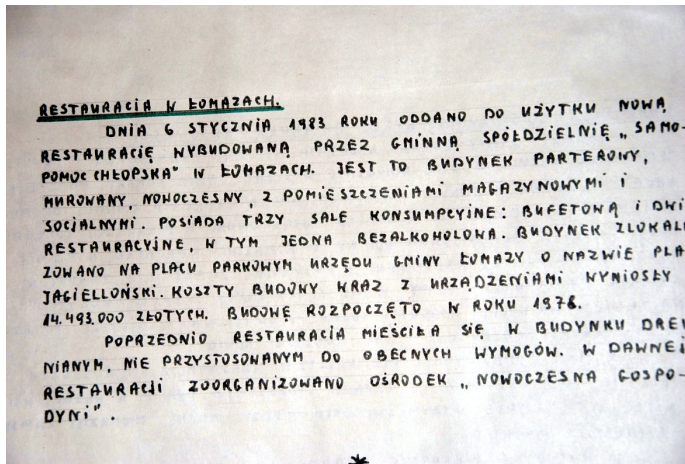 RESTAURACJA W ŁOMAZACH.
DNIA 6 STYCZNIA 1983 ROKU ODDANO DO UŻYTKU NOWĄ
RESTAURACJĘ WYBUDOWANĄ PRZEZ GMINNĄ SPÓŁDZIELNIĘ „SAMO-
POMOC CHŁOPSKA" W ŁOMAZACH. JEST TO BUDYNEK PARTEROWY,
MUROWANY, NOWOCZESNY, Z POMIESZCZENIAMI MAGAZYNOWYMI I
SOCJALNYMI. POSIADA TRZY SALE KONSUMPCYJNE: BUFETOWĄ I DWI
RESTAURACYJNE, W TYM JEDNA BEZALKOHOLOWA. BUDYNEK ZLOKALI
ZOWANO NA PLACU PARKOWYM URZĘDU GMINY ŁOMAZY O NAZWIE PLA
JAGIELLOŃSKI. KOSZTY BUDOWY WRAZ Z URZĄDZENIAMI WYNIOSŁY
14.493.000 ZŁOTYCH. BUDOWĘ ROZPOCZĘTO W ROKU 1976.
POPRZEDNIO RESTAURACJA MIEŚCIŁA SIĘ W BUDYNKU DREW
NIANYM, NIE PRZYSTOSOWANYM DO OBECNYCH WYMOGÓW. W DAWNEJ
RESTAURACJI ZOORGANIZOWANO OŚRODEK „NOWOCZESNA GOSPO-
DYNI".